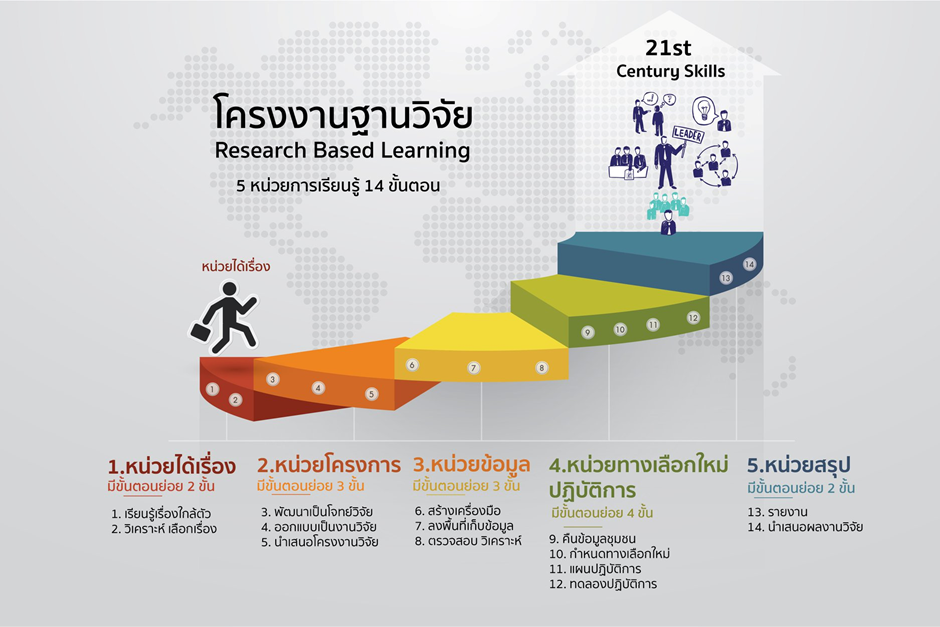 21st
Century Skills
โครงงานฐานวิจัย
Research Based Learning
5 หน่วยการเรียนรู้ 14 ขั้นตอน
LEADER
หน่วยได้เรื่อง
1
2
3
4
5
6
7
8
9
10
11
12
13
14
1.หน่วยได้เรื่อง
มีขั้นตอนย่อย 2 ขั้น
1. เรียนรู้เรื่องใกล้ตัว
2. วิเคราะห์ เลือกเรื่อง
2.หน่วยโครงการ
มีขั้นตอนย่อย 3 ขั้น
3. พัฒนาเป็นโจทย์วิจัย
4. ออกแบบเป็นงานวิจัย
5. นำเสนอโครงงานวิจัย
3.หน่วยข้อมูล
มีขั้นตอนย่อย 3 ขั้น
6. สร้างเครื่องมือ
7. ลงพื้นที่เก็บข้อมูล
8. ตรวจสอบ วิเคราะห์
4.หน่วยทางเลือกใหม่
ปฏิบัติการ
มีขั้นตอนย่อย 4 ขั้น
9. คืนข้อมูลชุมชน
10. กำหนดทางเลือกใหม่
11. แผนปฏิบัติการ
12. ทดลองปฏิบัติการ
5.หน่วยสรุป
มีขั้นตอนย่อย 2 ขั้น
13. รายงาน
14. นำเสนอผลงานวิจัย